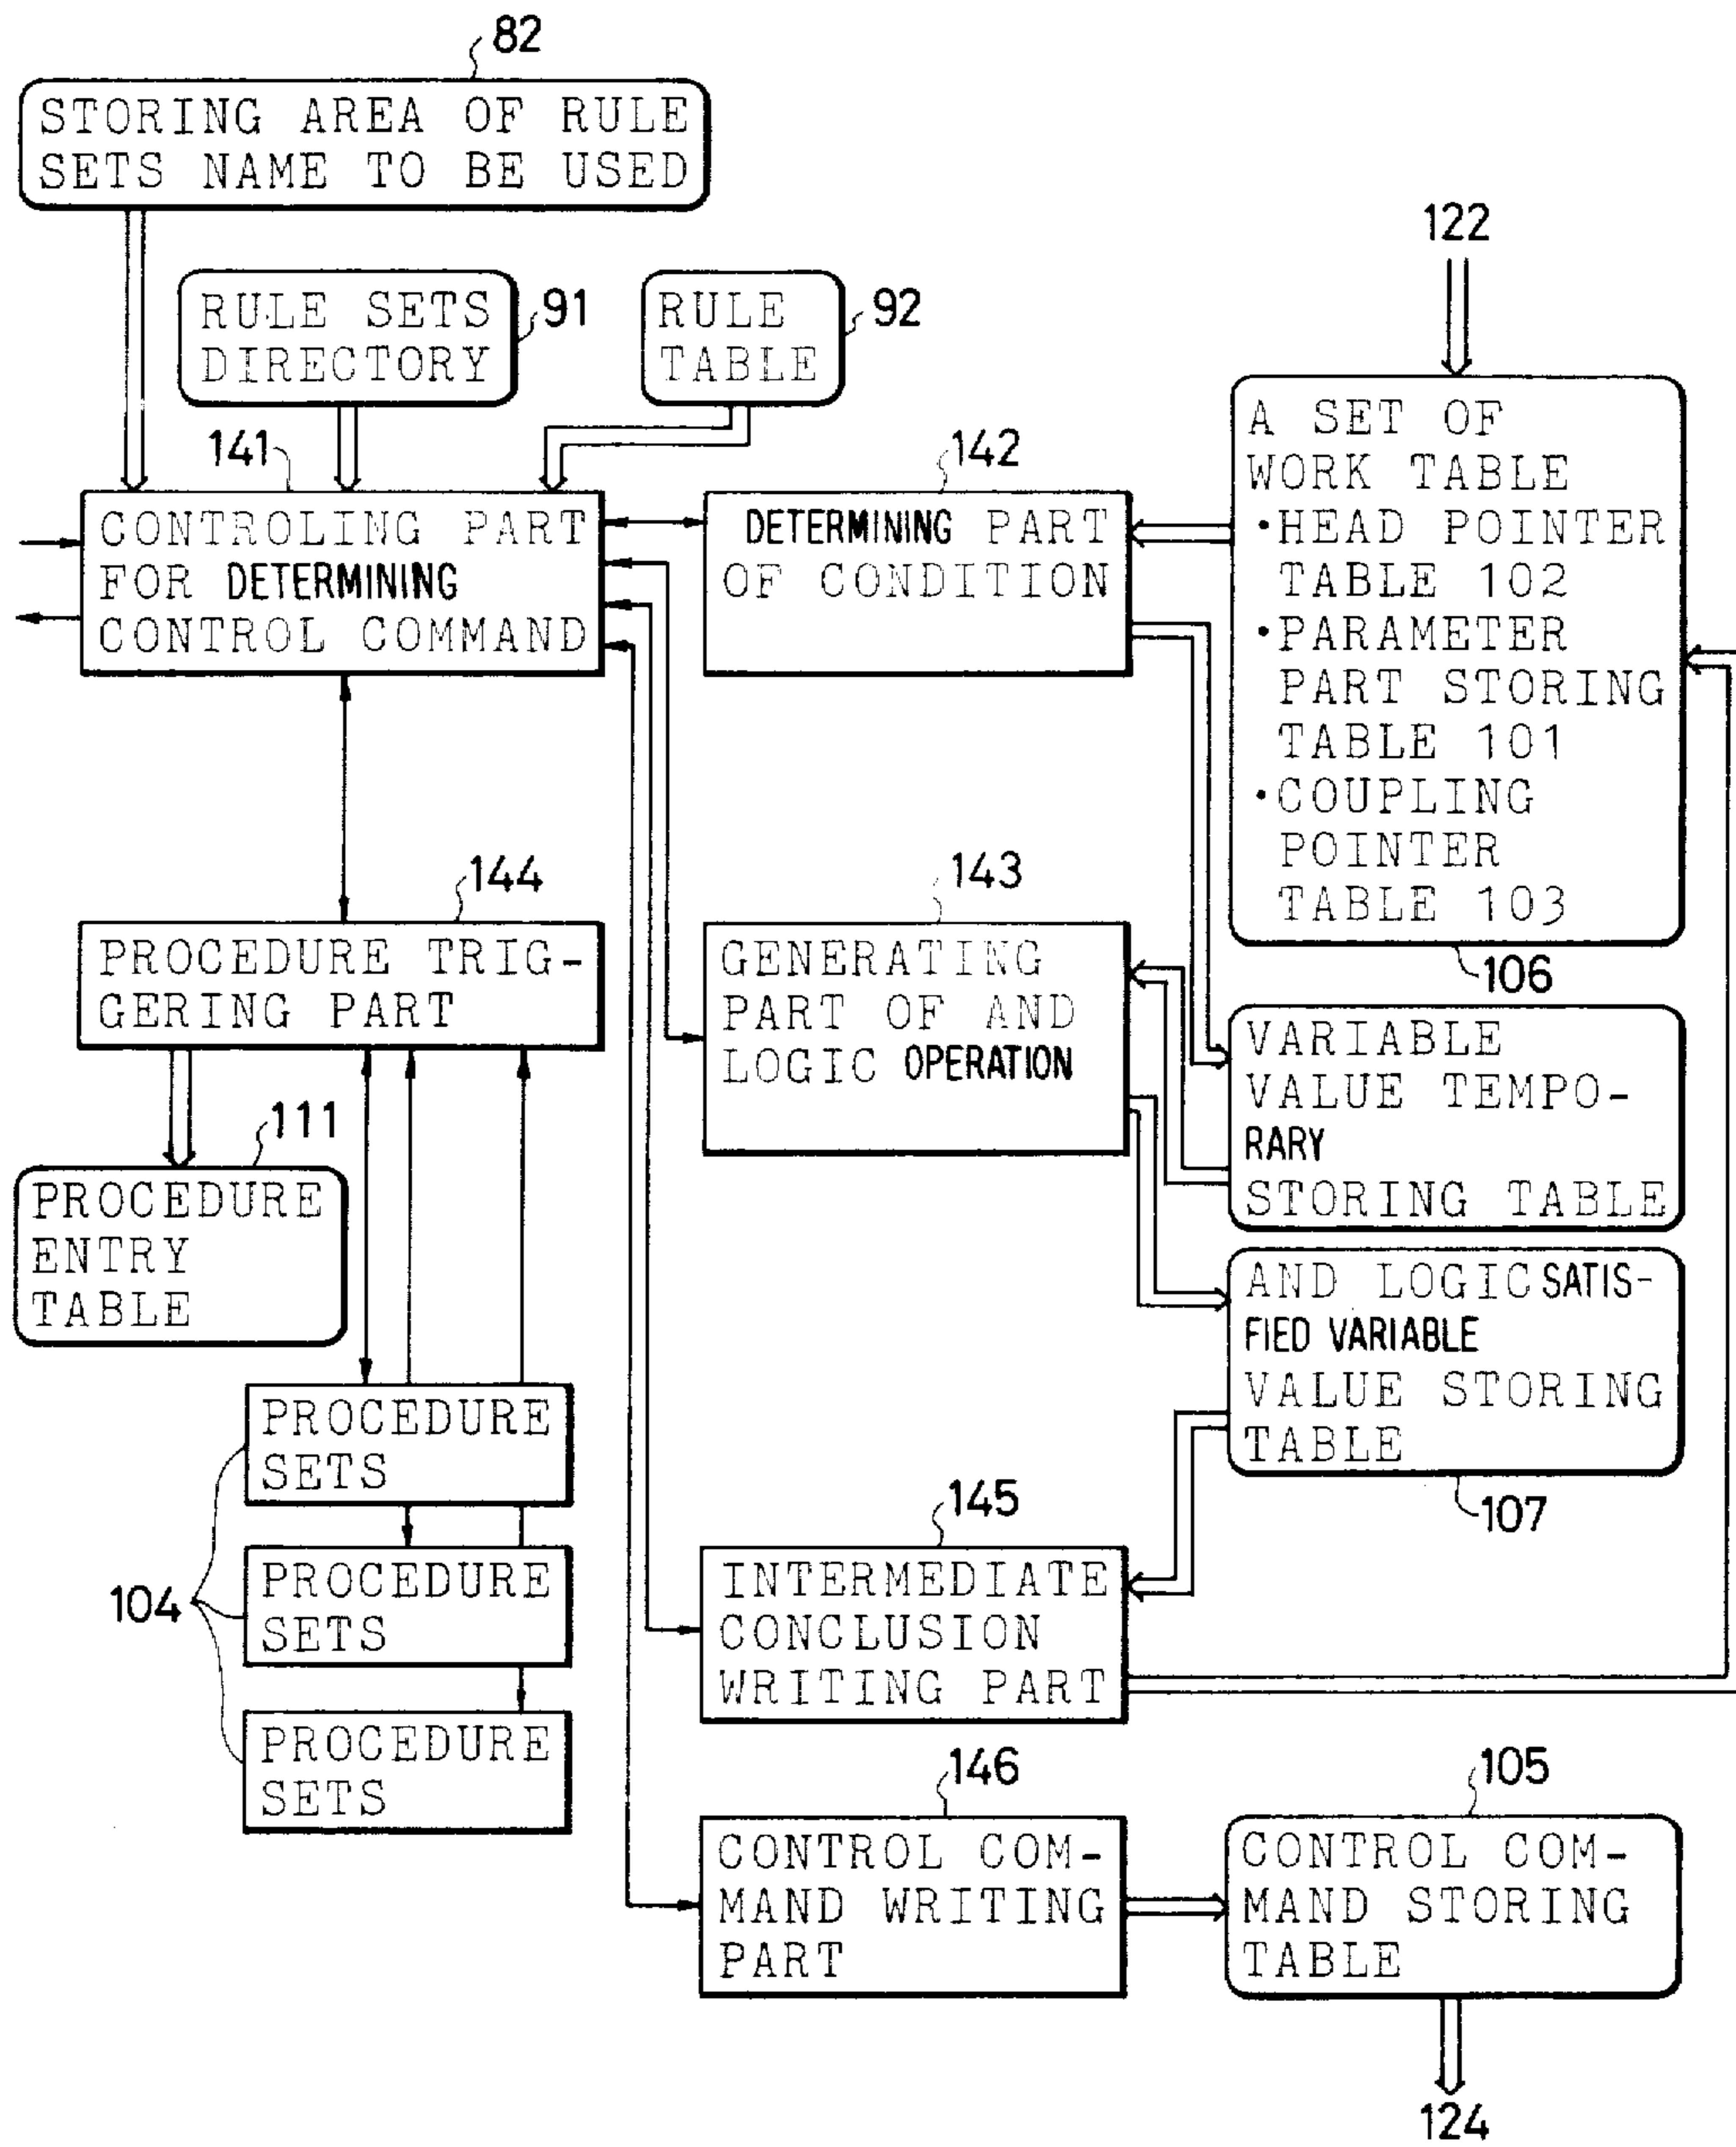 82
STORING AREA OF RULE
SETS NAME TO BE USED
122
RULE SETS
DIRECTORY
91
RULE
TABLE
92
141
CONTROLING PART
FOR DETERMINING
CONTROL COMMAND
142
DETERMINING PART
OF CONDITION
A SET OF
WORK TABLE
•HEAD POINTER
TABLE 102
•PARAMETER
PART STORING
TABLE 101
•COUPLING
POINTER
TABLE 103
106
144
PROCEDURE TRIG-
GERING PART
143
GENERATING
PART OF AND
LOGIC OPERATION
VARIABLE
VALUE TEMPO-
RARY
STORING TABLE
111
PROCEDURE
ENTRY
TABLE
AND LOGIC SATIS-
FIED VARIABLE
VALUE STORING
TABLE
107
PROCEDURE
SETS
104
PROCEDURE
SETS
PROCEDURE
SETS
145
INTERMEDIATE
CONCLUSION
WRITING PART
146
CONTROL COM-
MAND WRITING
PART
105
CONTROL COM-
MAND STORING
TABLE
124